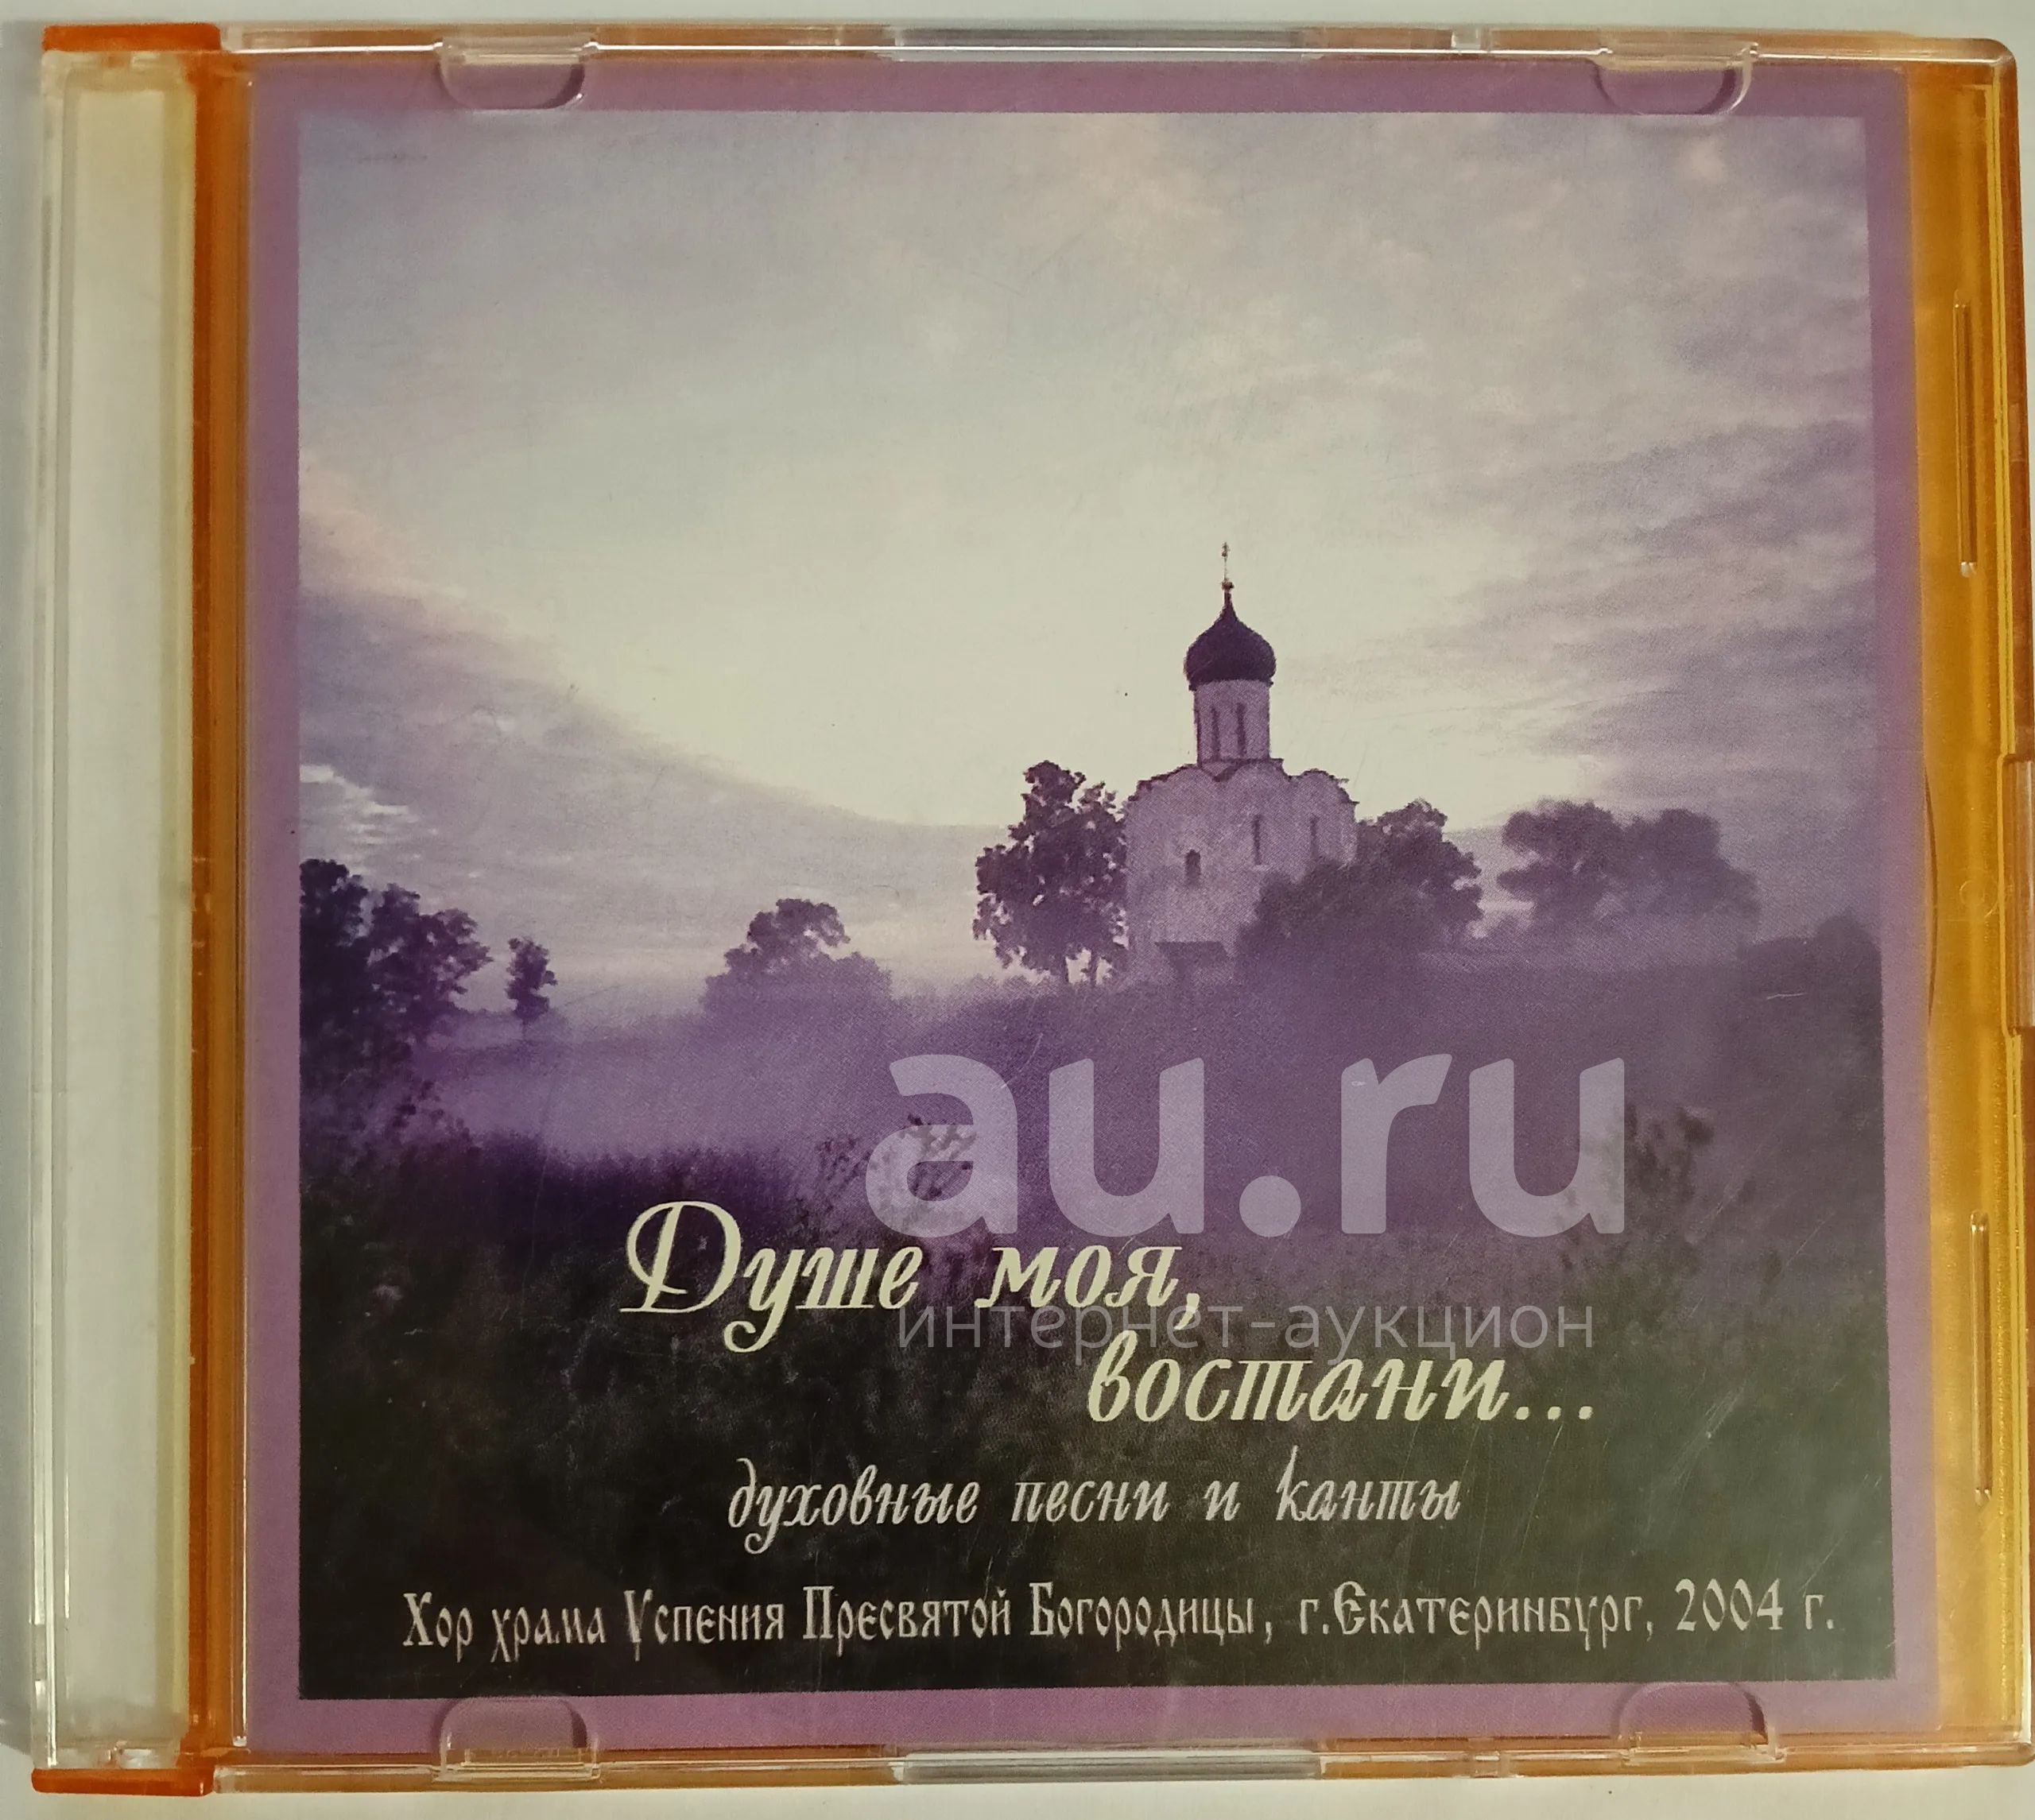 au.ru
Душе моя,
интернет-аукцион
востани...
духовные песни и канты
Хор храма Успения Пресвятой Богородицы, г.Екатеринбург, 2004 г.